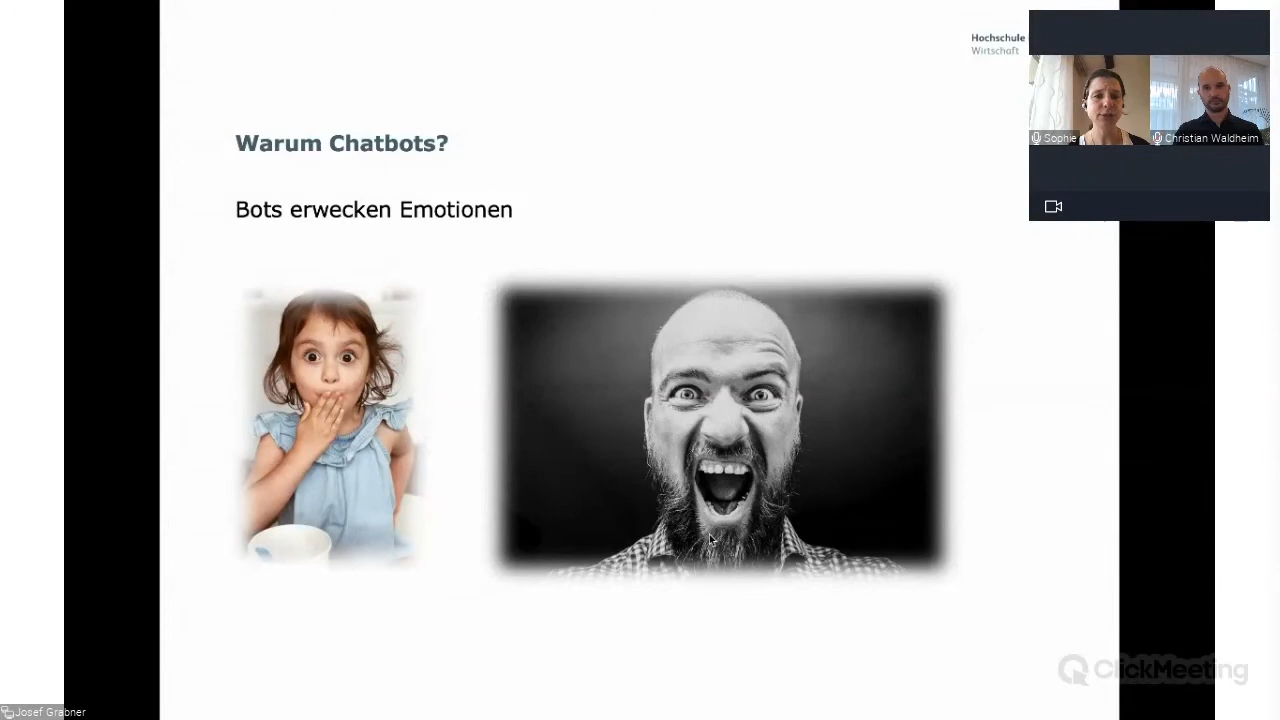 Hochschule
Wirtschaft
Sophie
Christian Waldheim
Warum Chatbots?
Bots erwecken Emotionen
ClickMeeting
Josef Grabner